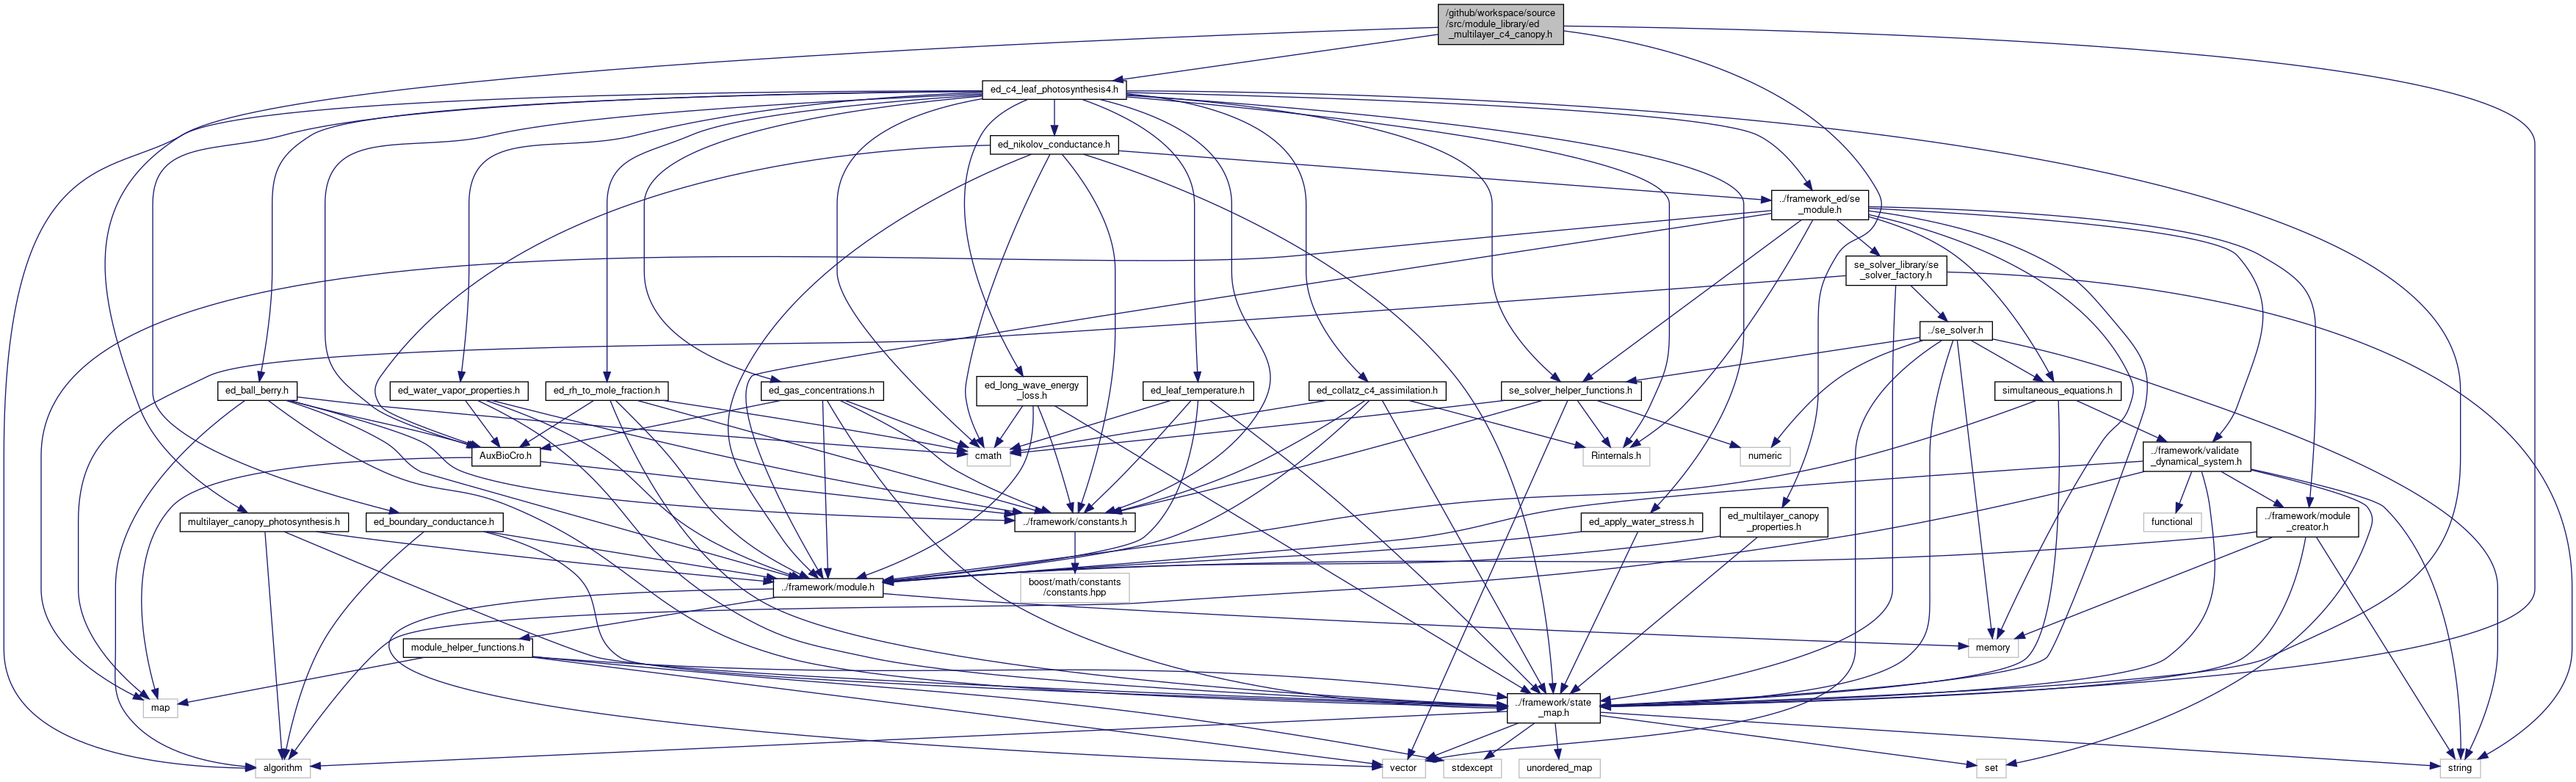 /github/workspace/source
/src/module_library/ed
_multilayer_c4_canopy.h
ed_c4_leaf_photosynthesis4.h
ed_nikolov_conductance.h
../framework_ed/se
_module.h
se_solver_library/se
_solver_factory.h
../se_solver.h
ed_ball_berry.h
ed_water_vapor_properties.h
ed_rh_to_mole_fraction.h
ed_gas_concentrations.h
ed_long_wave_energy
_loss.h
ed_leaf_temperature.h
ed_collatz_c4_assimilation.h
se_solver_helper_functions.h
simultaneous_equations.h
AuxBioCro.h
cmath
Rinternals.h
numeric
../framework/validate
_dynamical_system.h
multilayer_canopy_photosynthesis.h
ed_boundary_conductance.h
../framework/constants.h
ed_apply_water_stress.h
ed_multilayer_canopy
_properties.h
functional
../framework/module
_creator.h
../framework/module.h
boost/math/constants
/constants.hpp
module_helper_functions.h
memory
map
../framework/state
_map.h
algorithm
vector
stdexcept
unordered_map
set
string